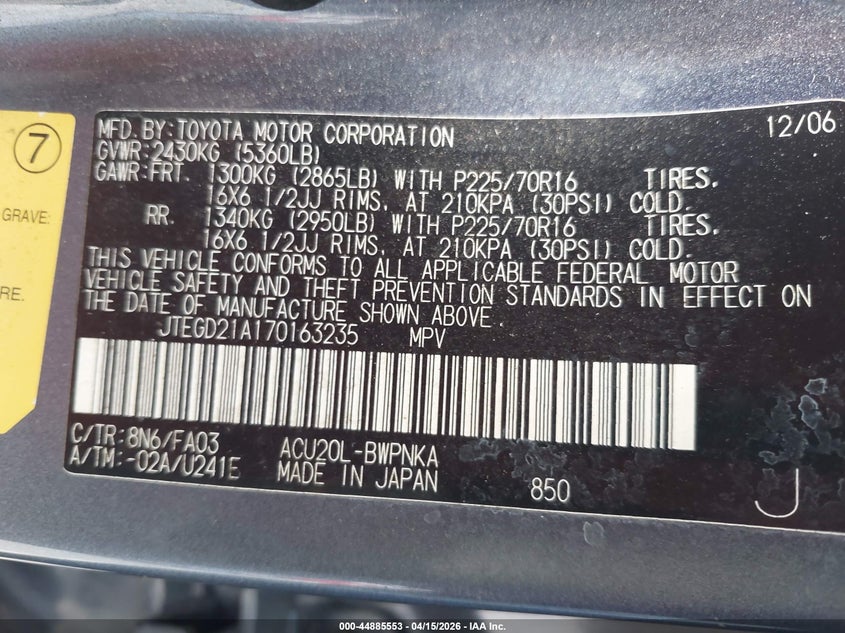 7
GRAVE:
RE.
MFD. BY: TOYOTA MOTOR CORPORATION 12/06
GVWR: 2430KG (5360LB)
GAWR: FRT. 1300KG (2865LB) WITH P225/70R16 TIRES.
16X6 1/2JJ RIMS, AT 210KPA (30PSI) COLD.
RR. 1340KG (2950LB) WITH P225/70R16 TIRES.
16X6 1/2JJ RIMS, AT 210KPA (30PSI) COLD.
THIS VEHICLE CONFORMS TO ALL APPLICABLE FEDERAL MOTOR
VEHICLE SAFETY AND THEFT PREVENTION STANDARDS IN EFFECT ON
THE DATE OF MANUFACTURE SHOWN ABOVE.
JTEGD21A170163235 MPV
C/TR: 8N6/FA03 ACU20L-BWPNKA
A/TM: -02A/U241E MADE IN JAPAN 850 J
000-44885553 - 04/15/2026 - IAA Inc.